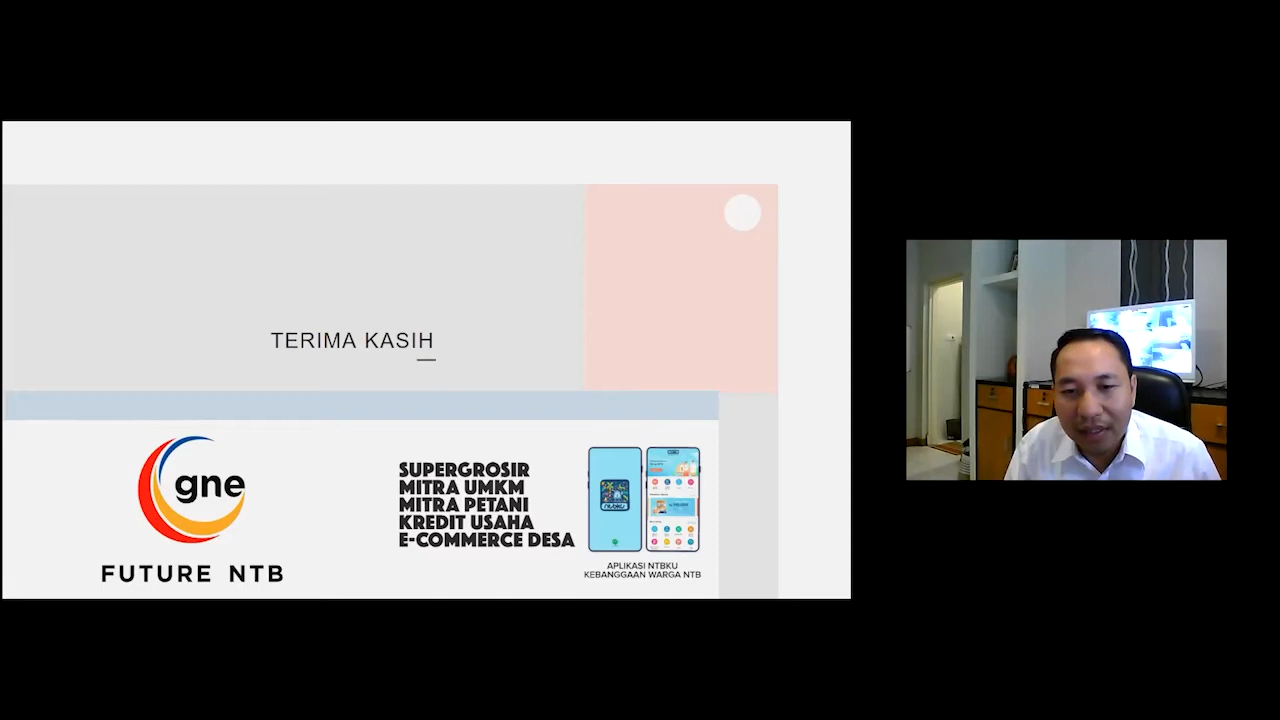 TERIMA KASIH
gne
FUTURE NTB
SUPERGROSIR
MITRA UMKM
MITRA PETANI
KREDIT USAHA
E-COMMERCE DESA
ntbku
APLIKASI NTBKU
KEBANGGAAN WARGA NTB